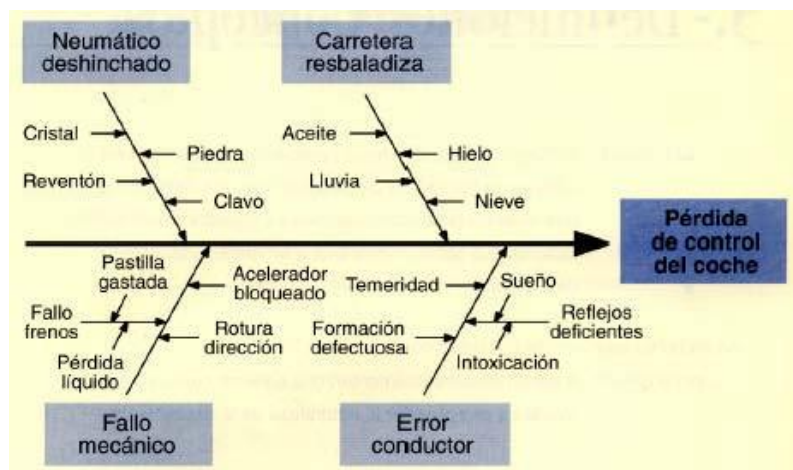 Neumático
deshinchado
Carretera
resbaladiza
Cristal
Piedra
Reventón
Clavo
Aceite
Hielo
Lluvia
Nieve
Pérdida
de control
del coche
Pastilla
gastada
Acelerador
bloqueado
Fallo
frenos
Rotura
dirección
Pérdida
líquido
Temeridad
Sueño
Formación
defectuosa
Reflejos
deficientes
Intoxicación
Fallo
mecánico
Error
conductor